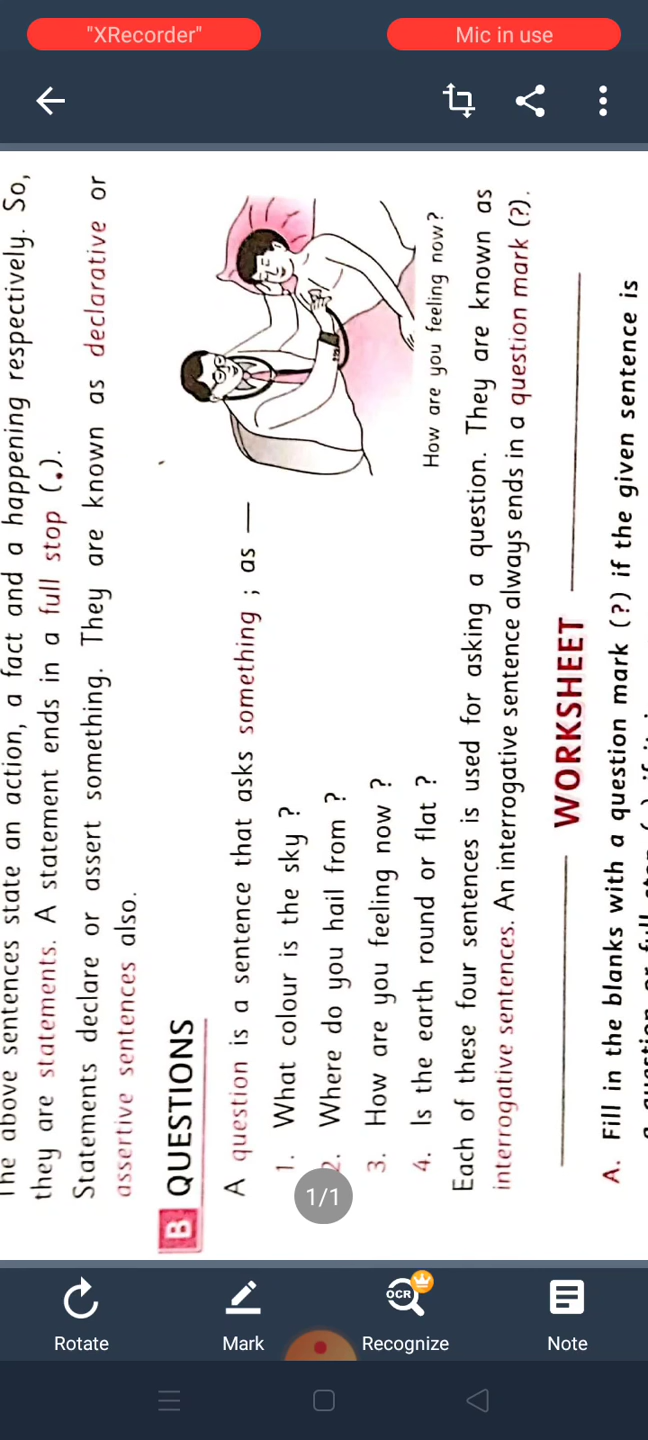 "XRecorder"
Mic in use
The above sentences state an action, a fact and a happening respectively. So,
they are statements. A statement ends in a full stop (.).
Statements declare or assert something. They are known as declarative or
assertive sentences also.
B QUESTIONS
A question is a sentence that asks something ; as —
1. What colour is the sky ?
2. Where do you hail from ?
3. How are you feeling now ?
4. Is the earth round or flat ?
How are you feeling now?
Each of these four sentences is used for asking a question. They are known as
interrogative sentences. An interrogative sentence always ends in a question mark (?).
WORKSHEET
A. Fill in the blanks with a question mark (?) if the given sentence is
1/1
OCR
Rotate
Mark
Recognize
Note